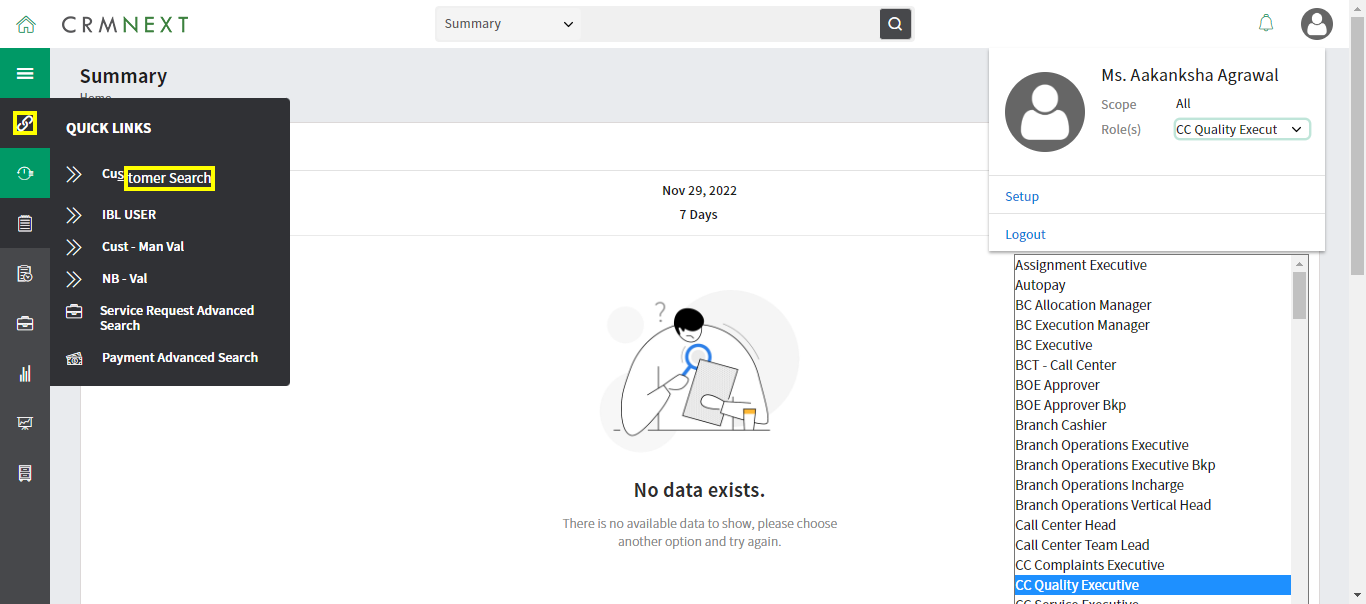 CRMNEXT
Summary
Summary
Home
Ms. Aakanksha Agrawal
Scope All
Role(s) CC Quality Execut
Setup
Logout
QUICK LINKS
Customer Search
IBL USER
Cust - Man Val
NB - Val
Service Request Advanced
Search
Payment Advanced Search
Nov 29, 2022
7 Days
?
No data exists.
There is no available data to show, please choose
another option and try again.
Assignment Executive
Autopay
BC Allocation Manager
BC Execution Manager
BC Executive
BCT - Call Center
BOE Approver
BOE Approver Bkp
Branch Cashier
Branch Operations Executive
Branch Operations Executive Bkp
Branch Operations Incharge
Branch Operations Vertical Head
Call Center Head
Call Center Team Lead
CC Complaints Executive
CC Quality Executive
CC Service Executive